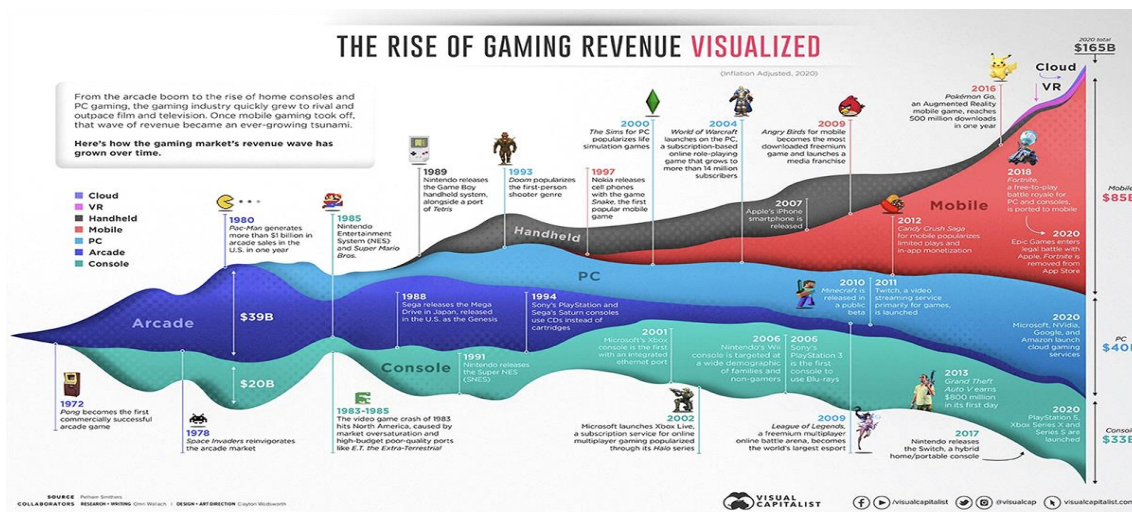 THE RISE OF GAMING REVENUE VISUALIZED
(Inflation Adjusted, 2020)
From the arcade boom to the rise of home consoles and
PC gaming, the gaming industry quickly grew to rival and
outpace film and television. Once mobile gaming took off,
that wave of revenue became an ever-growing tsunami.
Here's how the gaming market's revenue wave has
grown over time.
Cloud
VR
Handheld
Mobile
PC
Arcade
Console
1972
Pong becomes the first
commercially successful
arcade game
1978
Space Invaders reinvigorates
the arcade market
1980
Pac-Man generates
more than $1 billion in
arcade sales in the
U.S. in one year
$39B
$20B
1985
Nintendo
Entertainment
System (NES)
and Super Mario
Bros.
1983-1985
The video game crash of 1983
hits North America, caused by
market oversaturation and
high-budget poor-quality ports
like E.T. the Extra-Terrestrial
1989
Nintendo releases
the Game Boy
handheld system,
alongside a port
of Tetris
1988
Sega releases the Mega
Drive in Japan, released
in the U.S. as the Genesis
1991
Nintendo releases
the Super NES
(SNES)
1993
Doom popularizes
the first-person
shooter genre
1994
Sony's PlayStation and
Sega's Saturn consoles
use CDs instead of
cartridges
1997
Nokia releases
cell phones
with the game
Snake, the first
popular mobile
game
2000
The Sims for PC
popularizes life
simulation games
2001
Microsoft's Xbox
console is the first
with an integrated
ethernet port
2002
Microsoft launches Xbox Live,
a subscription service for online
multiplayer gaming popularized
through its Halo series
2004
World of Warcraft
launches on the PC,
a subscription-based
online role-playing
game that grows to
more than 14 million
subscribers
2006
Nintendo's Wii
console is targeted at
a wide demographic
of families and
non-gamers
2006
Sony's
PlayStation 3
is the first
console to
use Blu-rays
2007
Apple's iPhone
smartphone is
released
2009
Angry Birds for mobile
becomes the most
downloaded freemium
game and launches a
media franchise
2009
League of Legends,
a freemium multiplayer
online battle arena, becomes
the world's largest esport
2010
Minecraft is
released in
a public
beta
2011
Twitch, a video
streaming service
primarily for games,
is launched
2012
Candy Crush Saga
for mobile popularizes
limited plays and
in-app monetization
2013
Grand Theft
Auto V earns
$800 million
in its first day
2016
Pokémon Go,
an Augmented Reality
mobile game, reaches
500 million downloads
in one year
2017
Nintendo releases
the Switch, a hybrid
home/portable console
2018
Fortnite,
a free-to-play
battle royale for PC
and consoles,
is ported to mobile
2020
Epic Games enters
legal battle with
Apple, Fortnite is
removed from
App Store
2020
Microsoft, NVidia,
Google, and
Amazon launch
cloud gaming
services
2020
PlayStation 5,
Xbox Series X and
Series S are
launched
Arcade
Console
Handheld
PC
Mobile
Cloud
VR
2020 total
$165B
Mobile
$85
PC
$40
Console
$33
SOURCE Pelham Smithers
COLLABORATORS RESEARCH + WRITING Omri Wallach | DESIGN + ART DIRECTION Clayton Wadsworth
VISUAL
CAPITALIST
/visualcapitalist
@visualcap
visualcapitalist.com